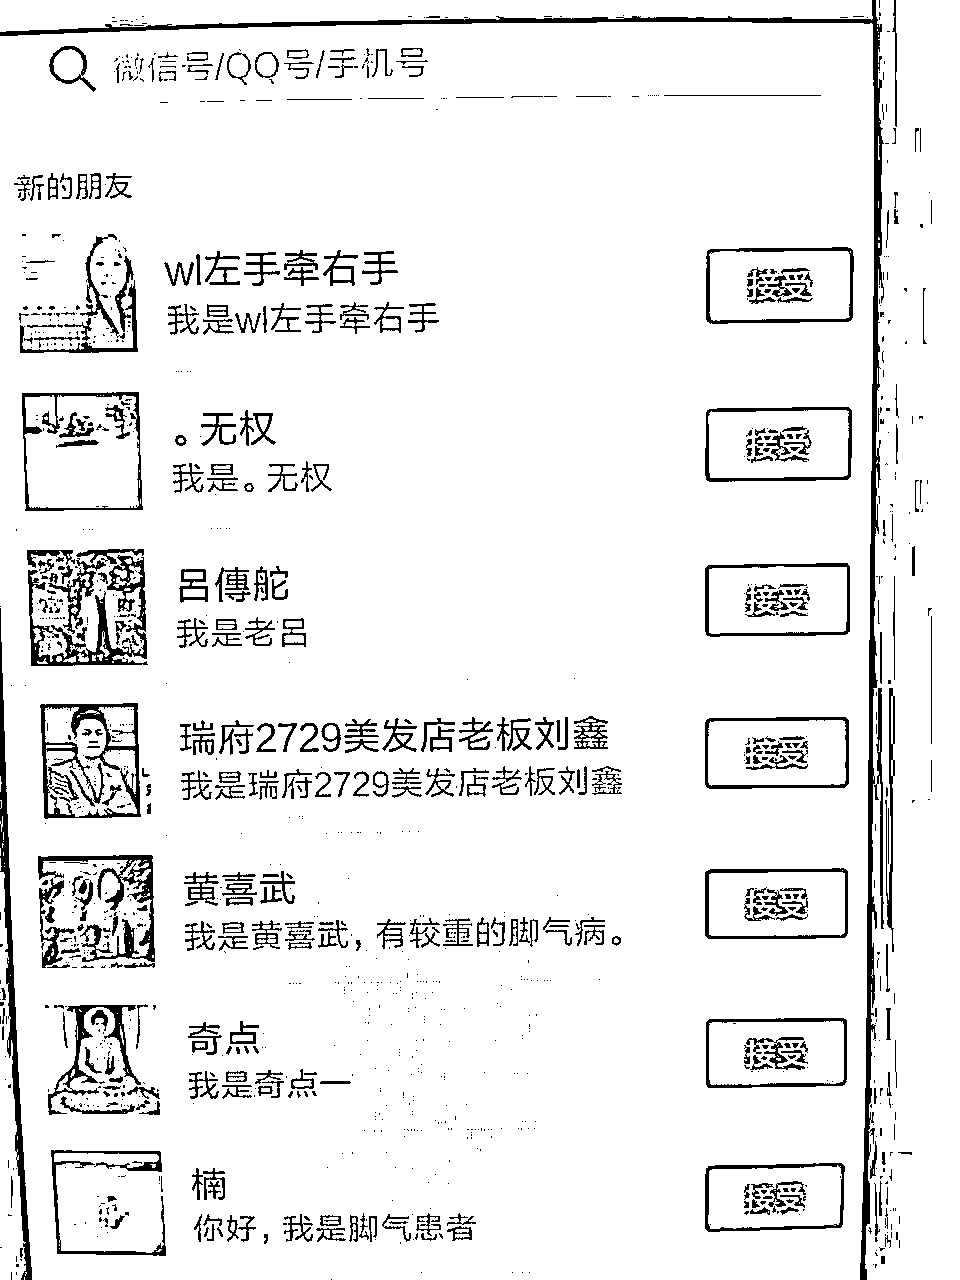 微信号/QQ号/手机号
新的朋友
wl左手牵右手
我是wl左手牵右手
接受
。无权
我是。无权
接受
呂傳舵
我是老呂
接受
瑞府2729美发店老板刘鑫
我是瑞府2729美发店老板刘鑫
接受
黄喜武
我是黄喜武，有较重的脚气病。
接受
奇点
我是奇点一
接受
楠
你好，我是脚气患者
接受